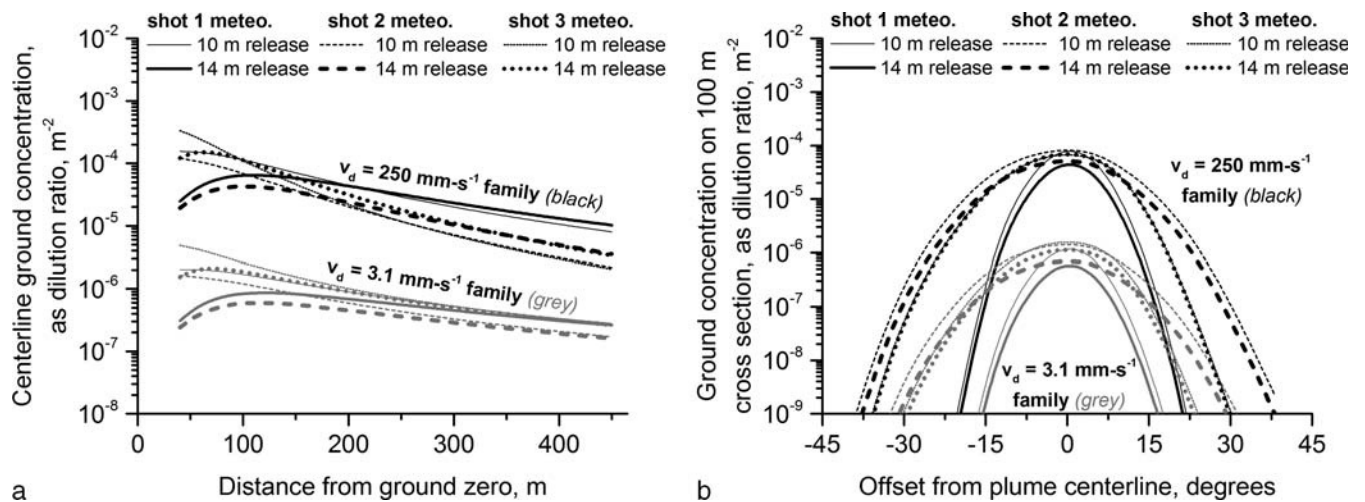 shot 1 meteo. shot 2 meteo. shot 3 meteo.
10 m release 10 m release 10 m release
14 m release 14 m release 14 m release
Centerline ground concentration,
as dilution ratio, m-2
10-2
10-3
10-4
10-5
10-6
10-7
10-8
vd = 250 mm-s-1 family (black)
vd = 3.1 mm-s-1 family (grey)
0 100 200 300 400
Distance from ground zero, m
a
shot 1 meteo. shot 2 meteo. shot 3 meteo.
10 m release 10 m release 10 m release
14 m release 14 m release 14 m release
Ground concentration on 100 m
cross section, as dilution ratio, m-2
10-2
10-3
10-4
10-5
10-6
10-7
10-8
10-9
vd = 250 mm-s-1
family (black)
vd = 3.1 mm-s-1
family (grey)
-45 -30 -15 0 15 30 45
Offset from plume centerline, degrees
b